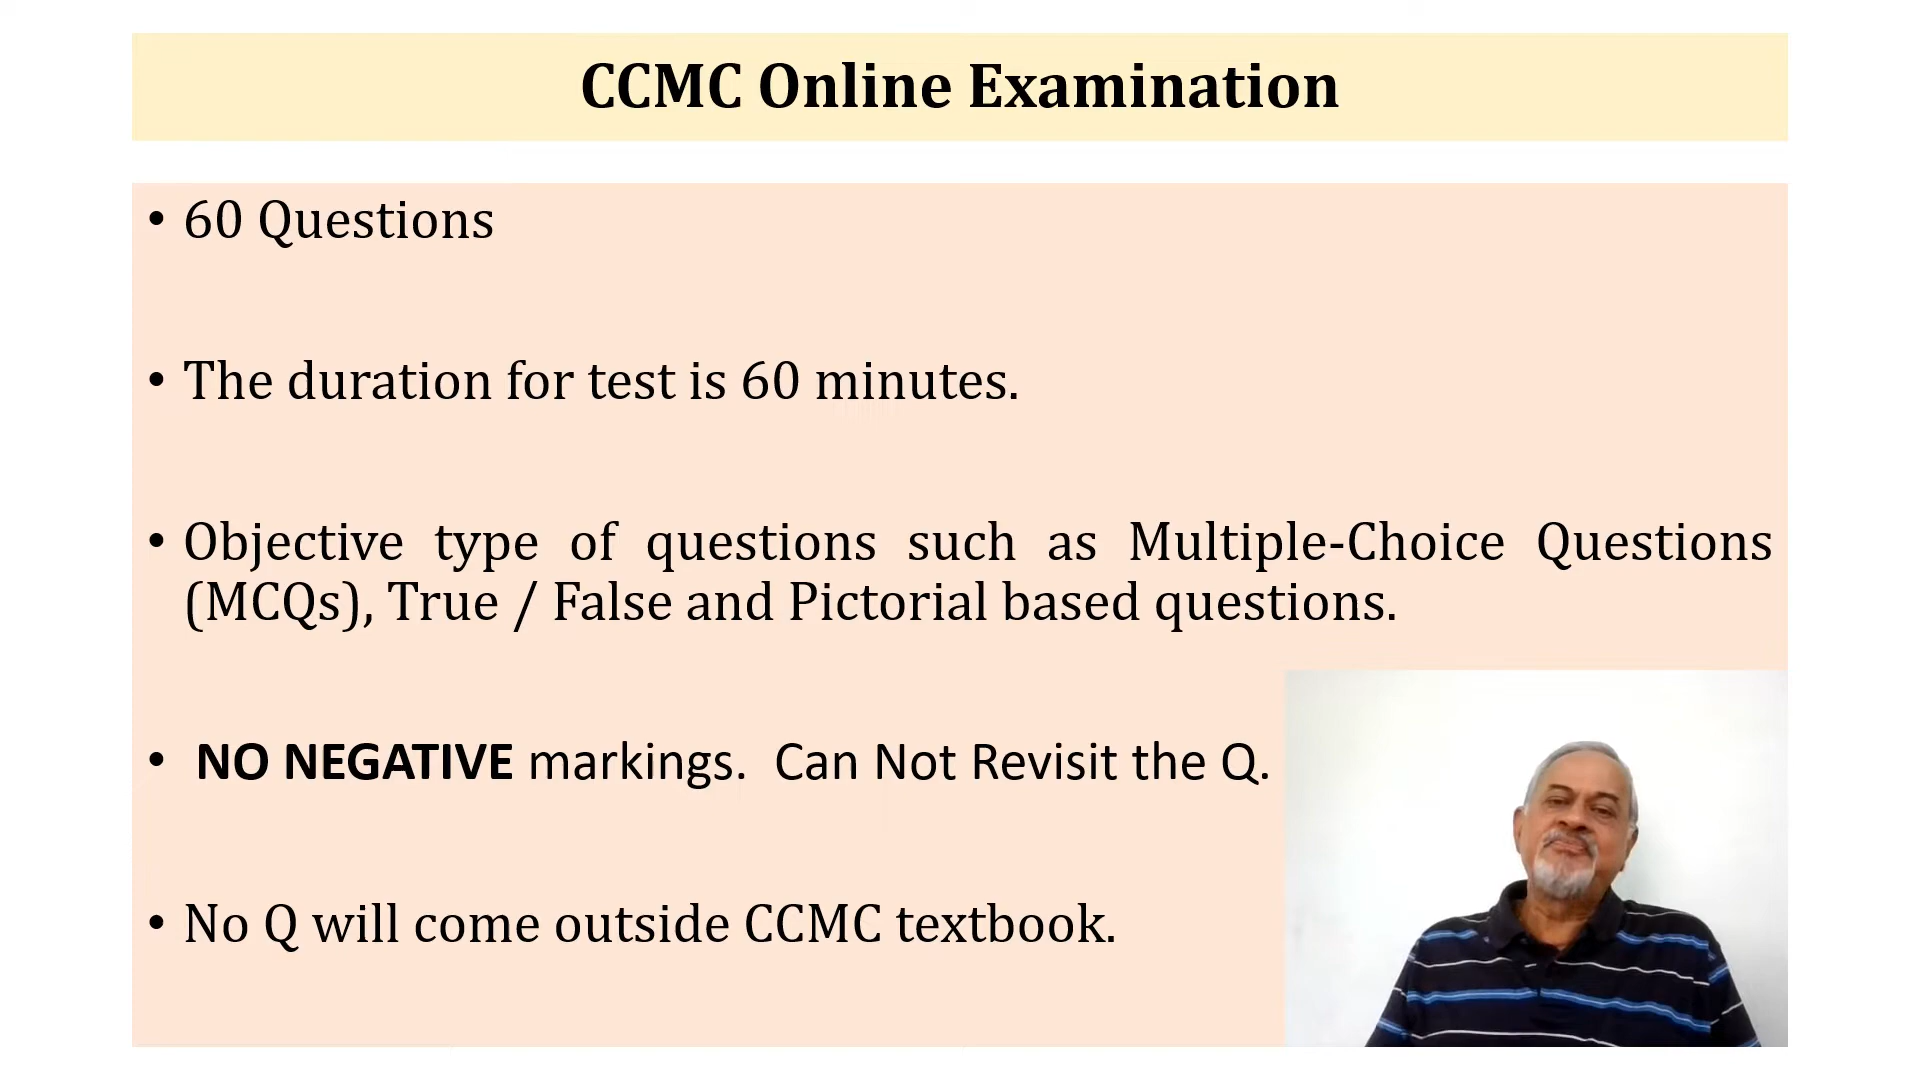 CCMC Online Examination
• 60 Questions
• The duration for test is 60 minutes.
• Objective type of questions such as Multiple-Choice Questions
(MCQs), True / False and Pictorial based questions.
• NO NEGATIVE markings. Can Not Revisit the Q.
• No Q will come outside CCMC textbook.